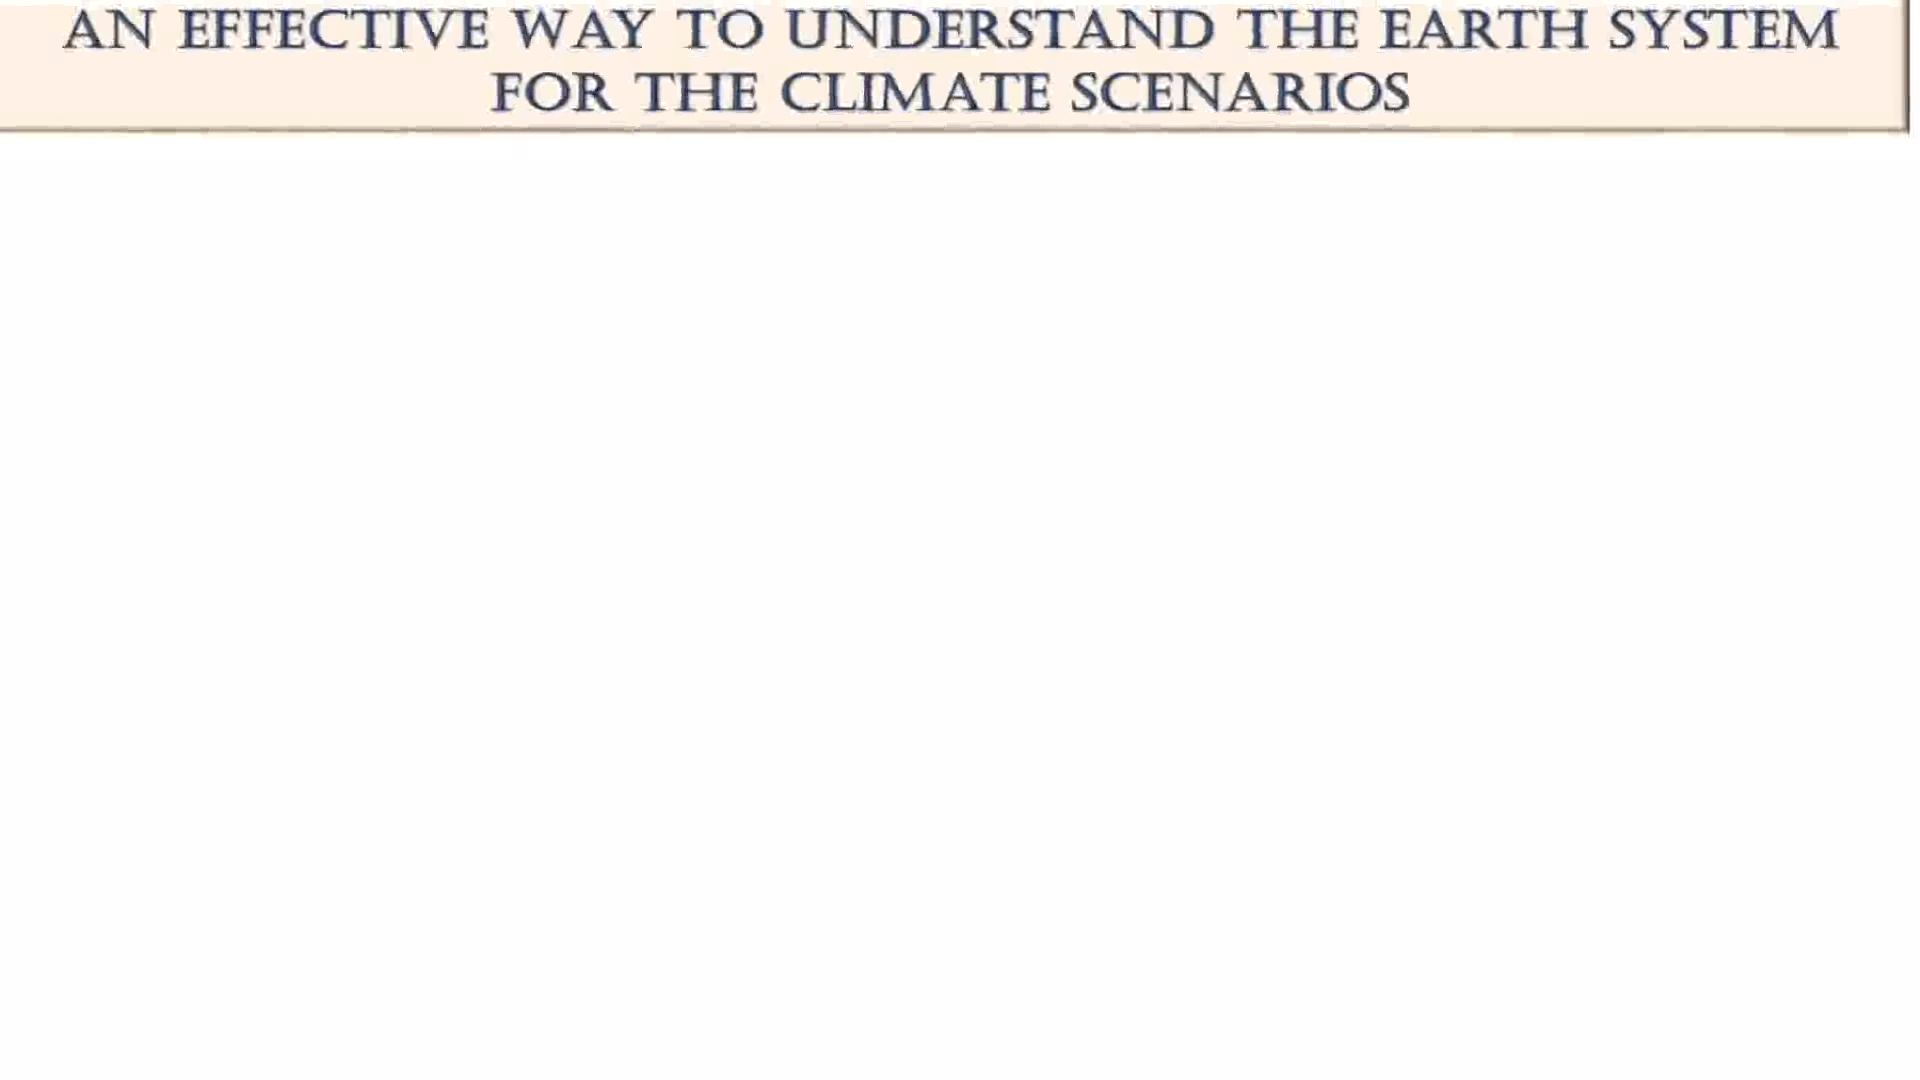 AN EFFECTIVE WAY TO UNDERSTAND THE EARTH SYSTEM
FOR THE CLIMATE SCENARIOS